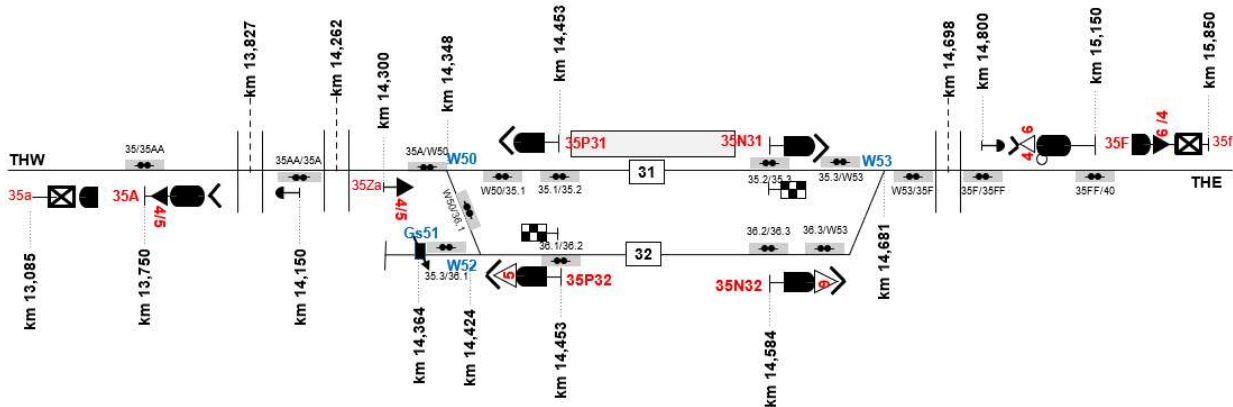 km 13,827
km 14,262
km 14,300
km 14,348
km 14,453
km 14,698
km 14,800
km 15,150
km 15,850
35/35AA
35AA/35A
35A/W50
W50
35P31
35N31
W53
6
4
35F
6 /4
35f
THW
35Za
W50/35.1
35.1/35.2
31
35.2/35.3
35.3/W53
W53/35F
35F/35FF
35FF/40
THE
35a
35A
4/5
4/5
W50/36.1
Gs51
W52
35.3/36.1
36.1/36.2
32
36.2/36.3
36.3/W53
5
35P32
35N32
6
km 13,085
km 13,750
km 14,150
km 14,364
km 14,424
km 14,453
km 14,584
km 14,681